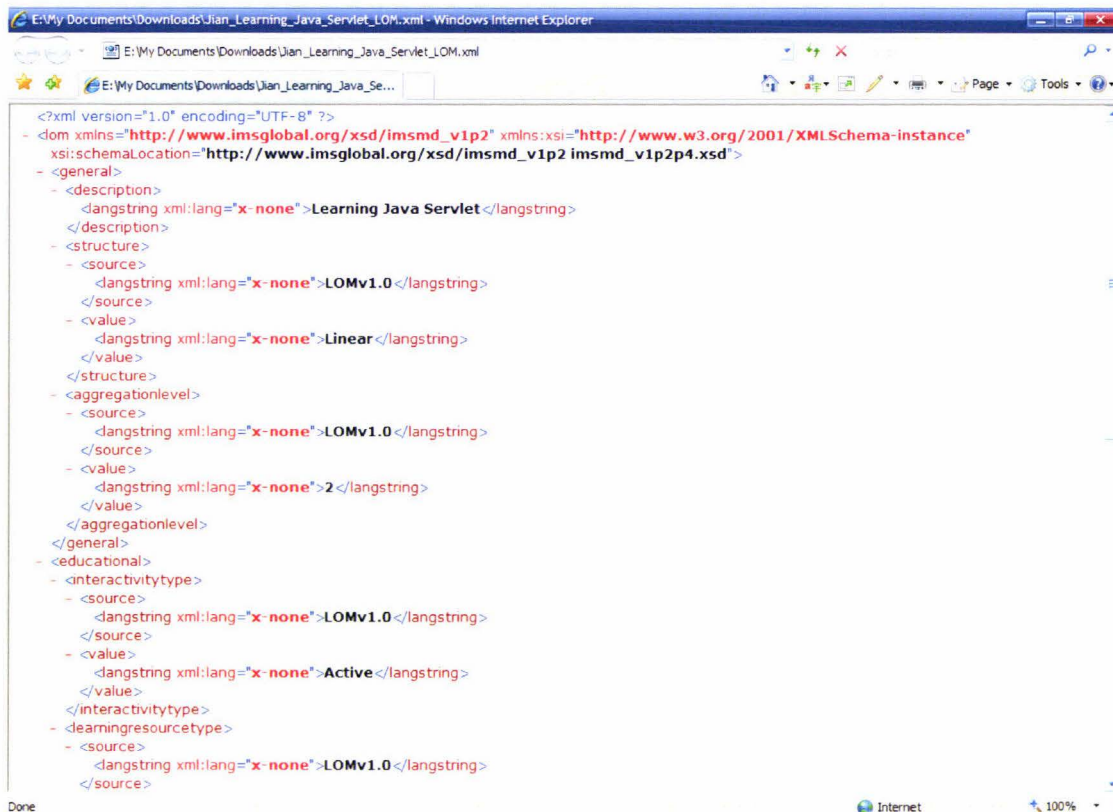 E:\My Documents\Downloads\Jian_Learning_Java_Servlet_LOM.xml - Windows Internet Explorer
E:\My Documents\Downloads\Jian_Learning_Java_Servlet_LOM.xml
E:\My Documents\Downloads\Jian_Learning_Java_Se... Page Tools
<?xml version="1.0" encoding="UTF-8" ?>
- <lom xmlns="http://www.imsglobal.org/xsd/imsmd_v1p2" xmlns:xsi="http://www.w3.org/2001/XMLSchema-instance"
xsi:schemaLocation="http://www.imsglobal.org/xsd/imsmd_v1p2 imsmd_v1p2p4.xsd">
- <general>
- <description>
<langstring xml:lang="x-none">Learning Java Servlet</langstring>
</description>
- <structure>
- <source>
<langstring xml:lang="x-none">LOMv1.0</langstring>
</source>
- <value>
<langstring xml:lang="x-none">Linear</langstring>
</value>
</structure>
- <aggregationlevel>
- <source>
<langstring xml:lang="x-none">LOMv1.0</langstring>
</source>
- <value>
<langstring xml:lang="x-none">2</langstring>
</value>
</aggregationlevel>
</general>
- <educational>
- <interactivitytype>
- <source>
<langstring xml:lang="x-none">LOMv1.0</langstring>
</source>
- <value>
<langstring xml:lang="x-none">Active</langstring>
</value>
</interactivitytype>
- <learningresourcetype>
- <source>
<langstring xml:lang="x-none">LOMv1.0</langstring>
</source>
Done Internet 100%